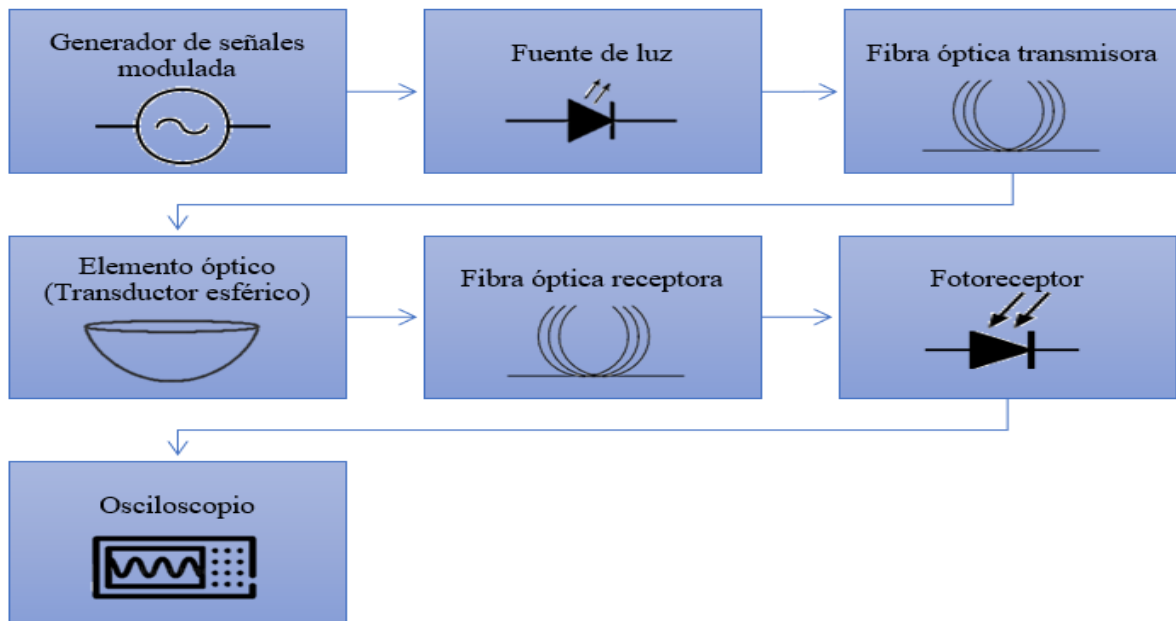 Generador de señales
modulada
Fuente de luz
Fibra óptica transmisora
Elemento óptico
(Transductor esférico)
Fibra óptica receptora
Fotoreceptor
Osciloscopio